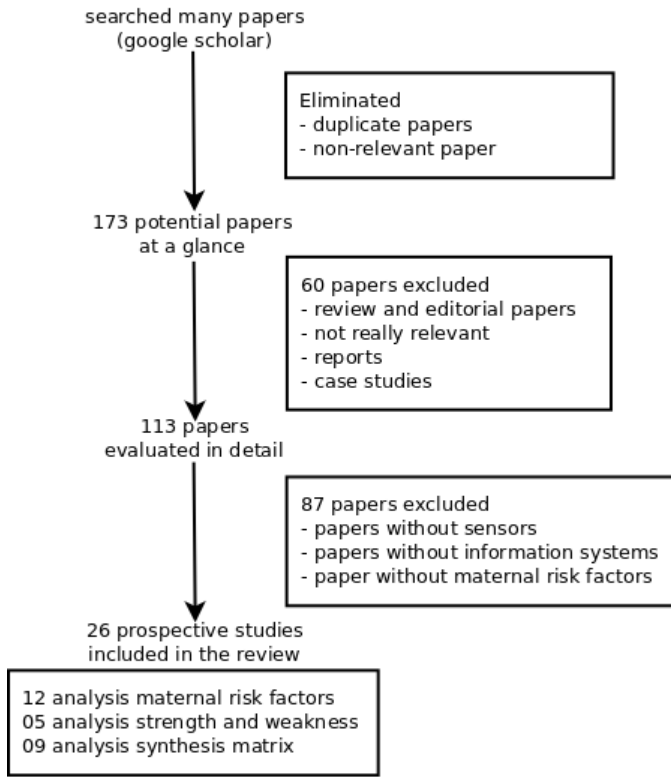 searched many papers
(google scholar)
Eliminated
- duplicate papers
- non-relevant paper
173 potential papers
at a glance
60 papers excluded
- review and editorial papers
- not really relevant
- reports
- case studies
113 papers
evaluated in detail
87 papers excluded
- papers without sensors
- papers without information systems
- paper without maternal risk factors
26 prospective studies
included in the review
12 analysis maternal risk factors
05 analysis strength and weakness
09 analysis synthesis matrix